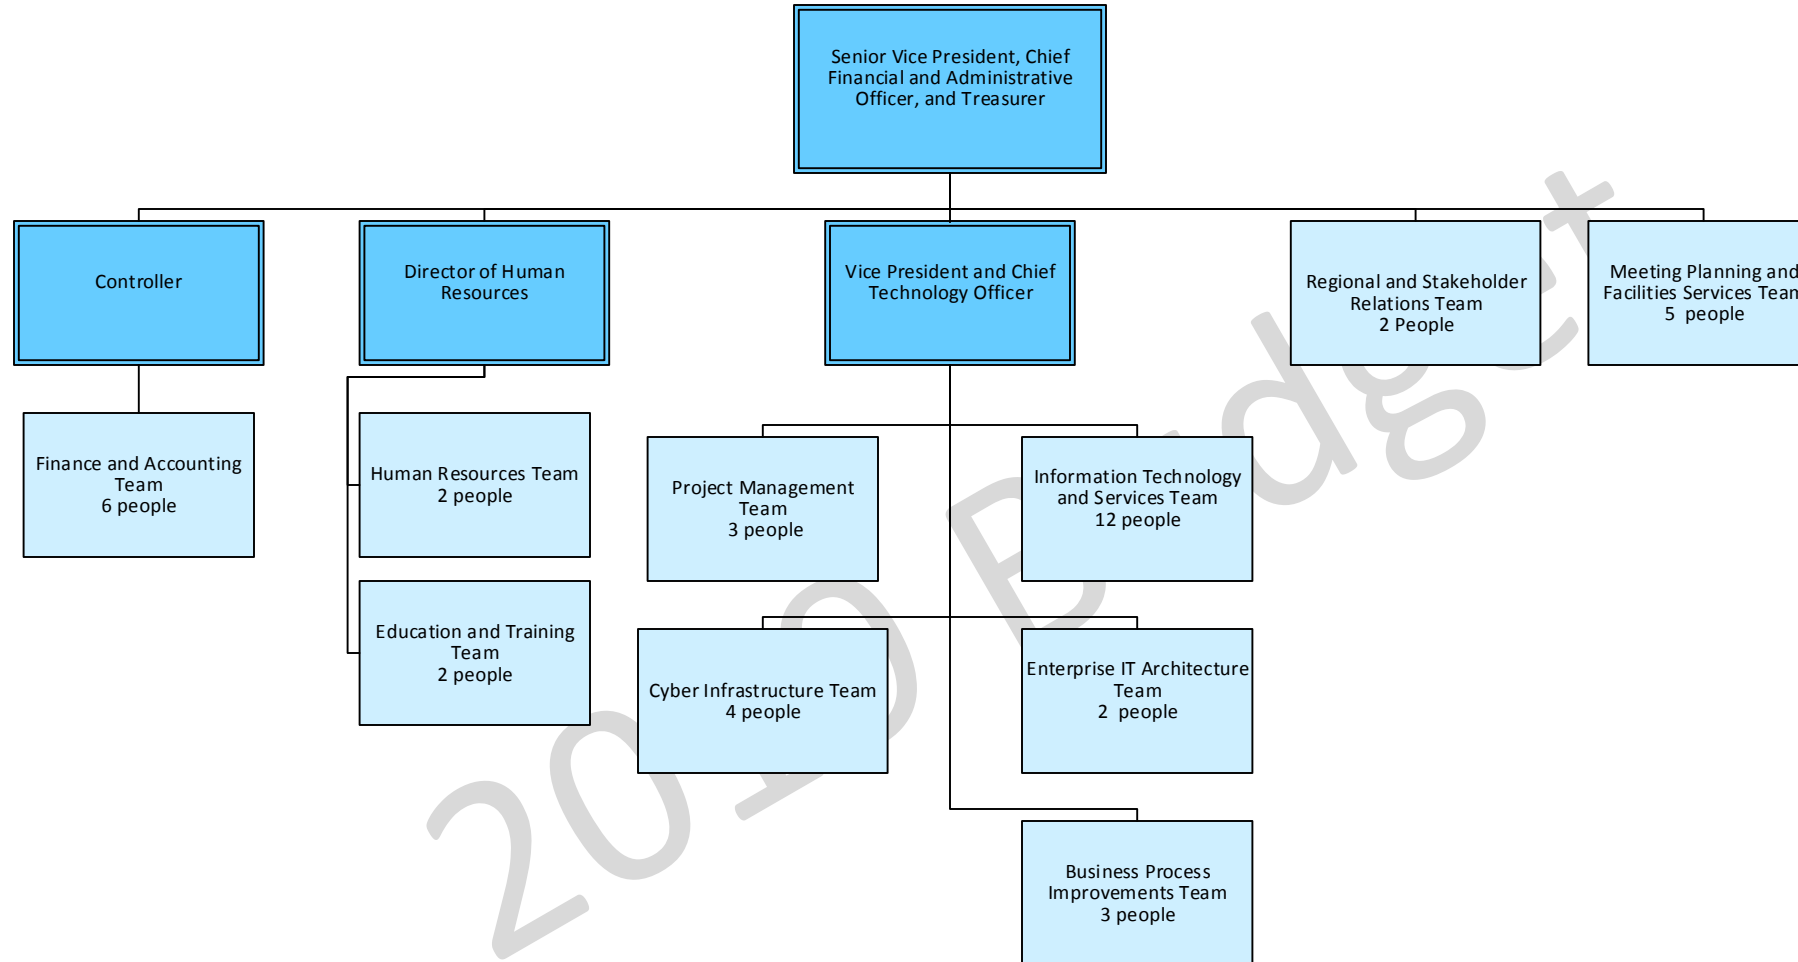 Senior Vice President, Chief
Financial and Administrative
Officer, and Treasurer
Controller
Director of Human
Resources
Vice President and Chief
Technology Officer
Regional and Stakeholder
Relations Team
2 People
Meeting Planning and
Facilities Services Team
5 people
Finance and Accounting
Team
6 people
Human Resources Team
2 people
Project Management
Team
3 people
Information Technology
and Services Team
12 people
Education and Training
Team
2 people
Cyber Infrastructure Team
4 people
Enterprise IT Architecture
Team
2 people
Business Process
Improvements Team
3 people
2010 Budget